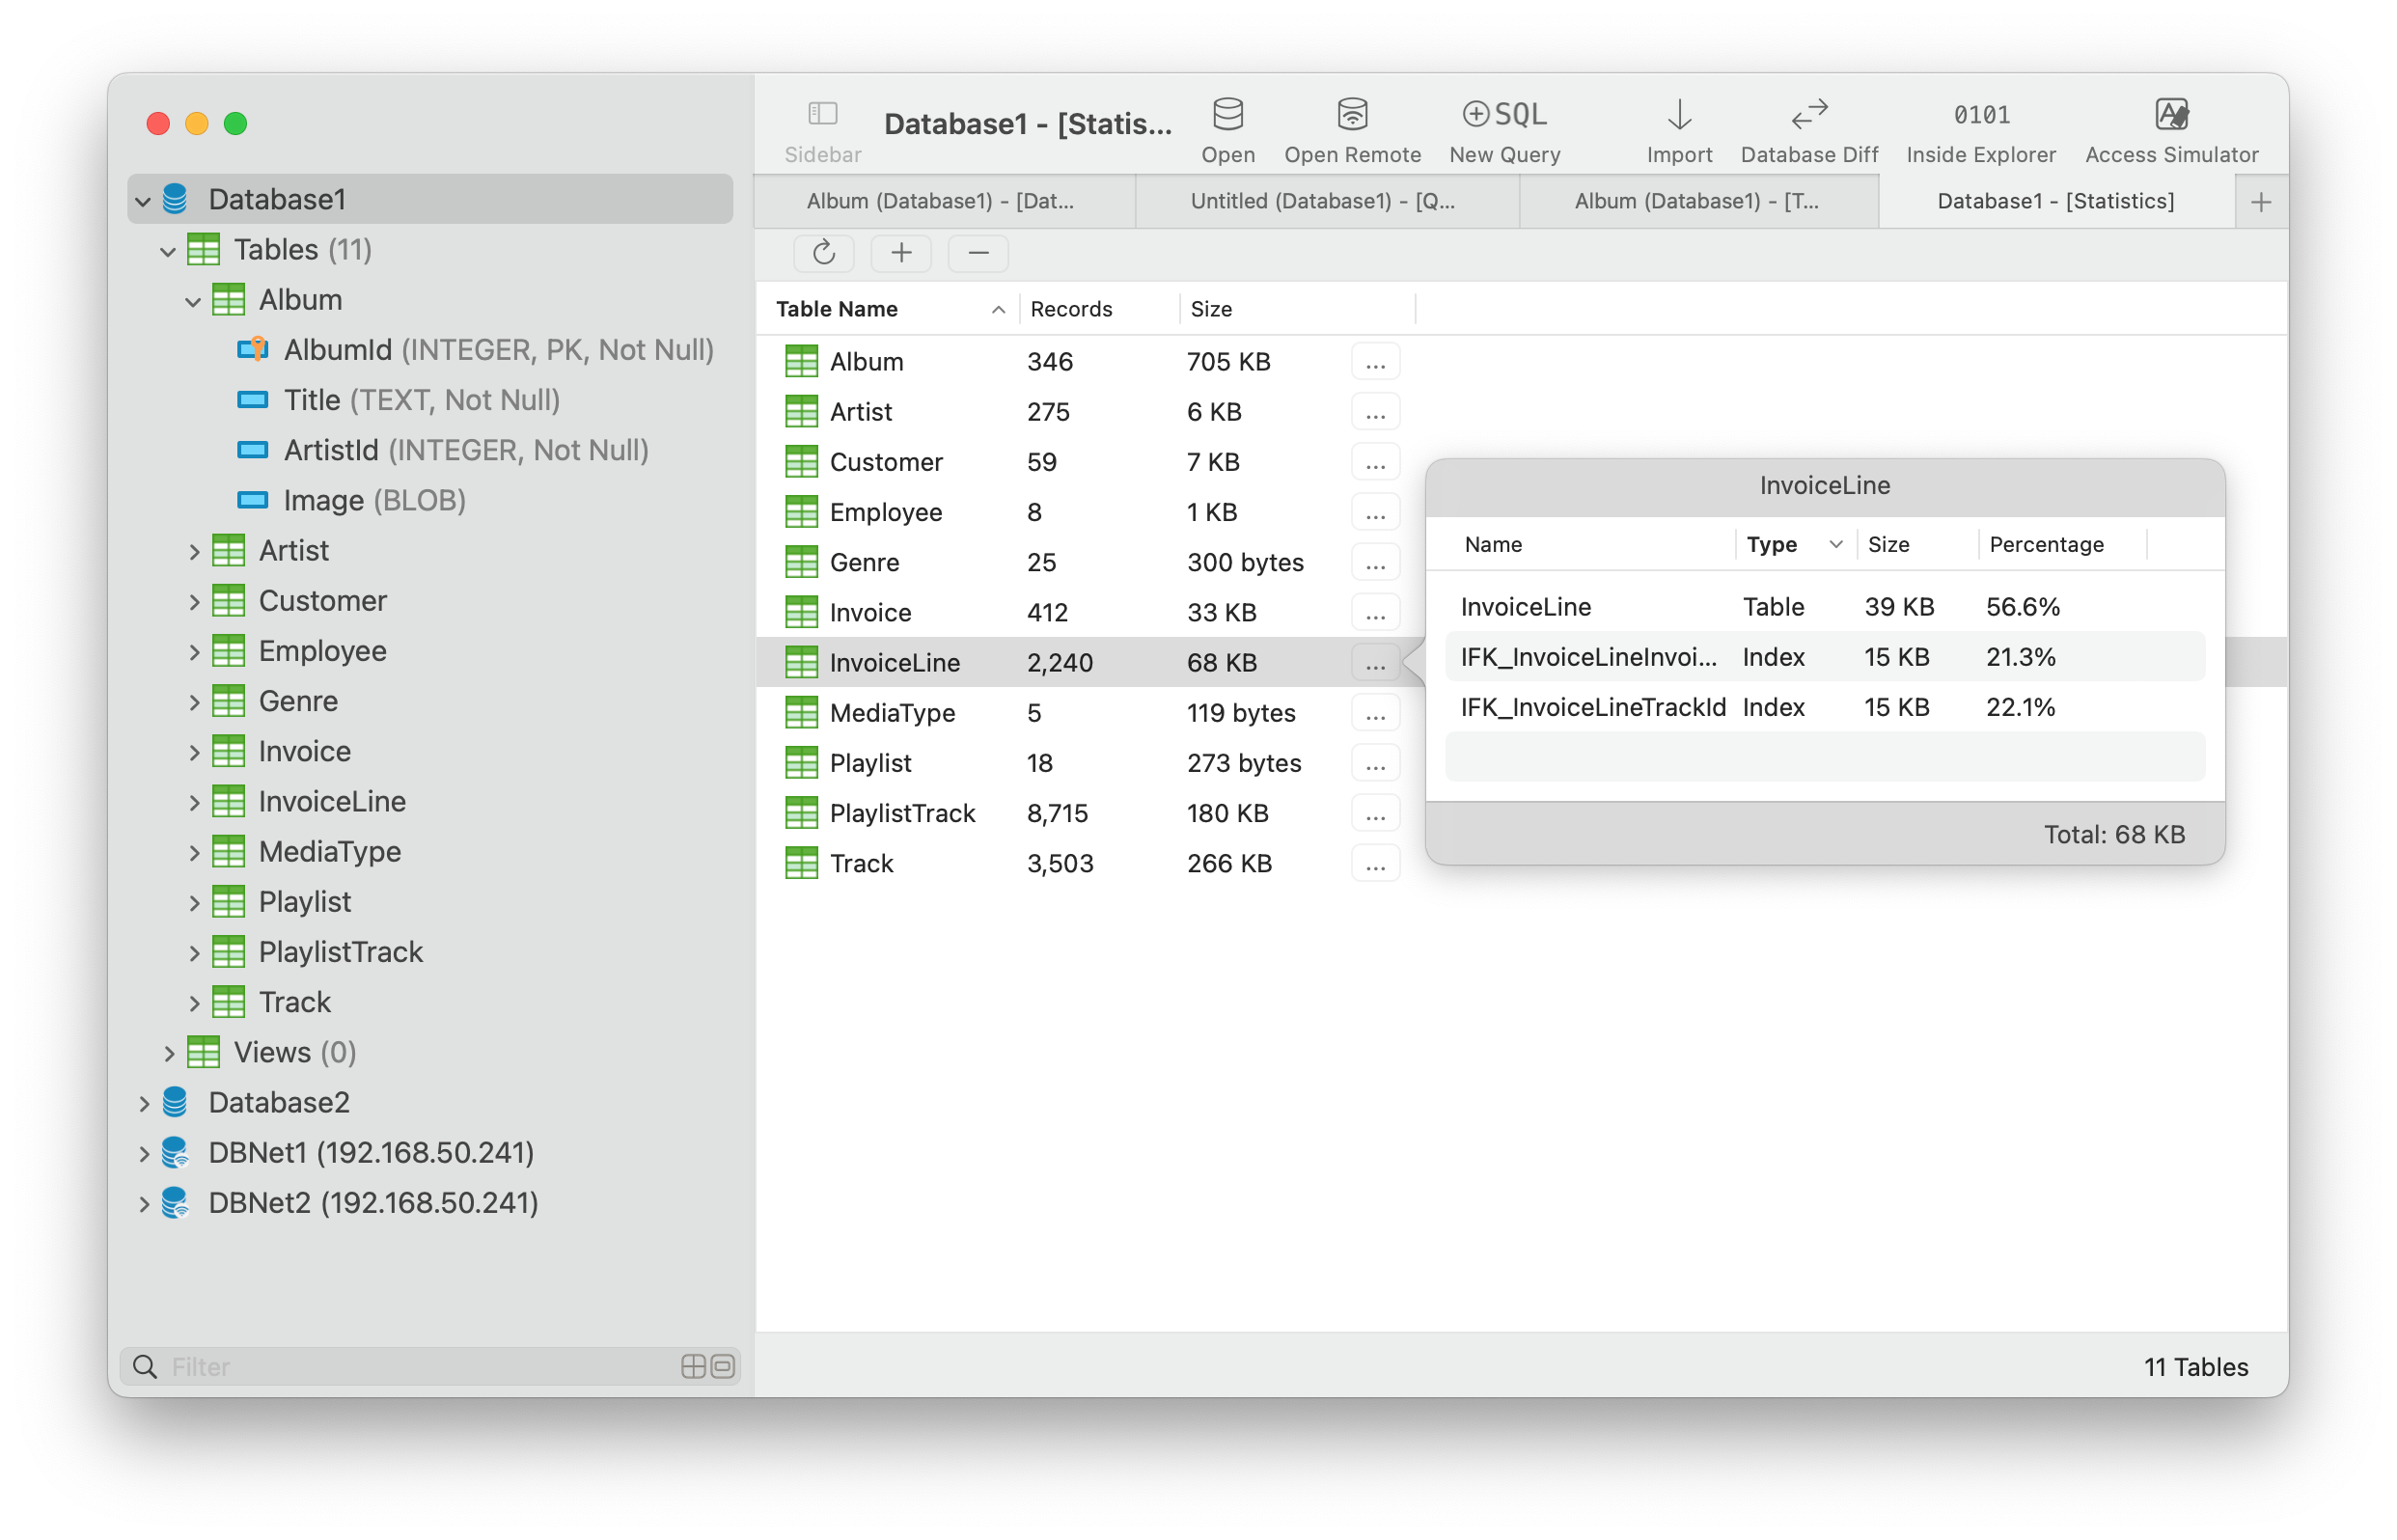 Database1
Tables (11)
Album
AlbumId (INTEGER, PK, Not Null)
Title (TEXT, Not Null)
ArtistId (INTEGER, Not Null)
Image (BLOB)
Artist
Customer
Employee
Genre
Invoice
InvoiceLine
MediaType
Playlist
PlaylistTrack
Track
Views (0)
Database2
DBNet1 (192.168.50.241)
DBNet2 (192.168.50.241)
Filter
Sidebar
Database1 - [Statis...
Open
Open Remote
SQL
New Query
Import
Database Diff
0101
Inside Explorer
Access Simulator
Album (Database1) - [Dat...
Untitled (Database1) - [Q...
Album (Database1) - [T...
Database1 - [Statistics]
Table Name Records Size
Album 346 705 KB ...
Artist 275 6 KB ...
Customer 59 7 KB ...
Employee 8 1 KB ...
Genre 25 300 bytes ...
Invoice 412 33 KB ...
InvoiceLine 2,240 68 KB ...
MediaType 5 119 bytes ...
Playlist 18 273 bytes ...
PlaylistTrack 8,715 180 KB ...
Track 3,503 266 KB ...
InvoiceLine
Name Type Size Percentage
InvoiceLine Table 39 KB 56.6%
IFK_InvoiceLineInvoi... Index 15 KB 21.3%
IFK_InvoiceLineTrackId Index 15 KB 22.1%
Total: 68 KB
11 Tables